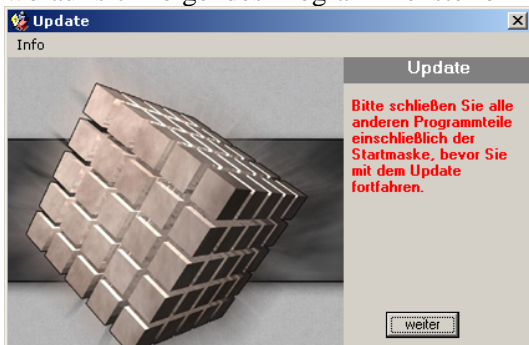 Update
Info
Update
Bitte schließen Sie alle
anderen Programmteile
einschließlich der
Startmaske, bevor Sie
mit dem Update
fortfahren.
weiter